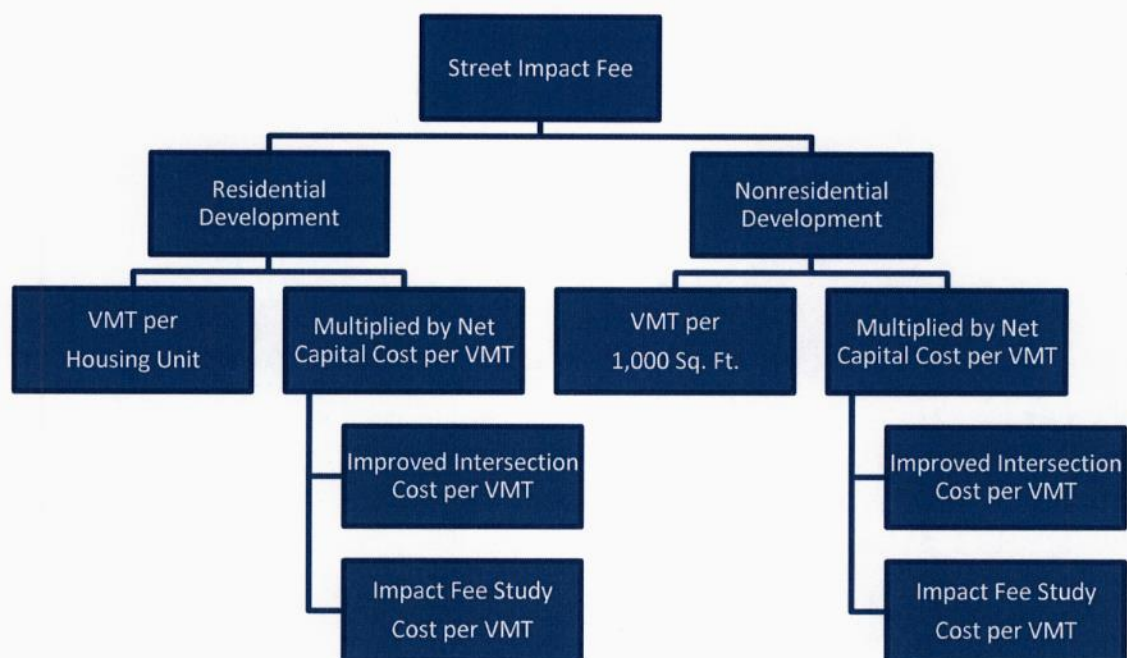 Street Impact Fee
Residential
Development
Nonresidential
Development
VMT per
Housing Unit
Multiplied by Net
Capital Cost per VMT
VMT per
1,000 Sq. Ft.
Multiplied by Net
Capital Cost per VMT
Improved Intersection
Cost per VMT
Improved Intersection
Cost per VMT
Impact Fee Study
Cost per VMT
Impact Fee Study
Cost per VMT